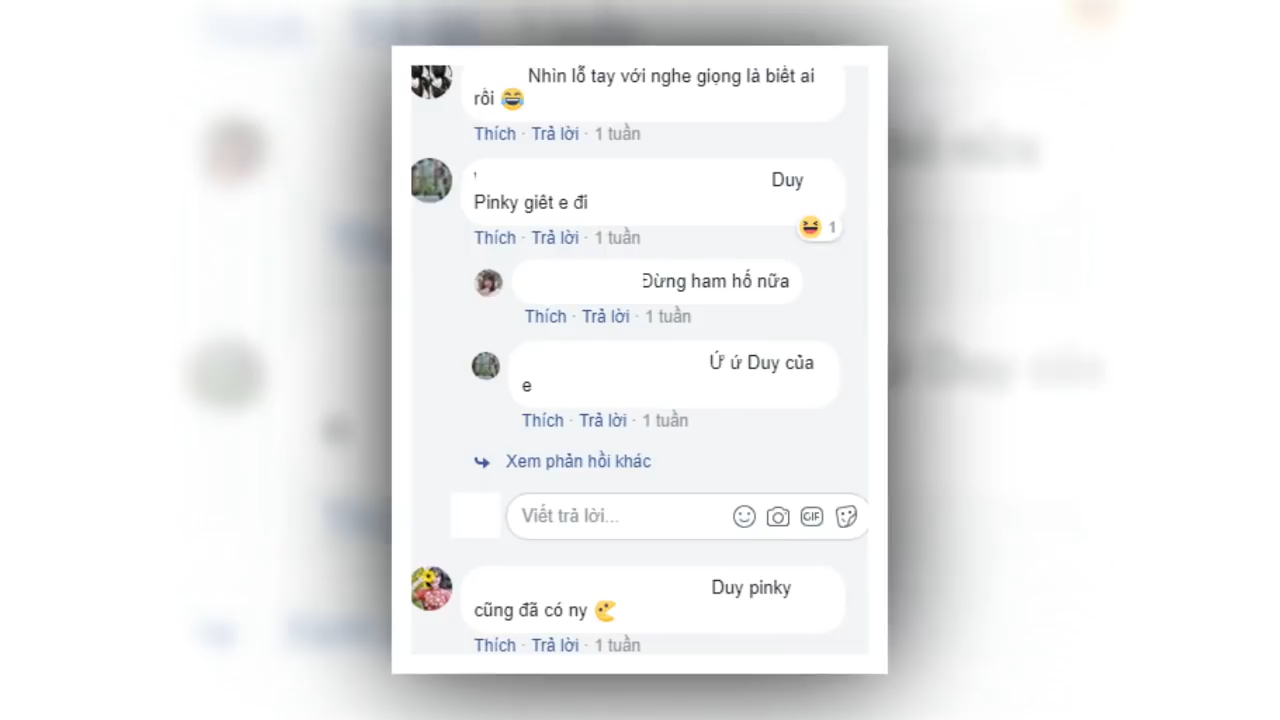 Nhìn lỗ tay với nghe giọng là biết ai
rồi 😂
Thích · Trả lời · 1 tuần
Duy
Pinky giêt e đi
1
Thích · Trả lời · 1 tuần
Đừng ham hố nữa
Thích · Trả lời · 1 tuần
Ứ ứ Duy của
e
Thích · Trả lời · 1 tuần
Xem phản hồi khác
Viết trả lời...
GIF
Duy pinky
cũng đã có ny
Thích · Trả lời · 1 tuần